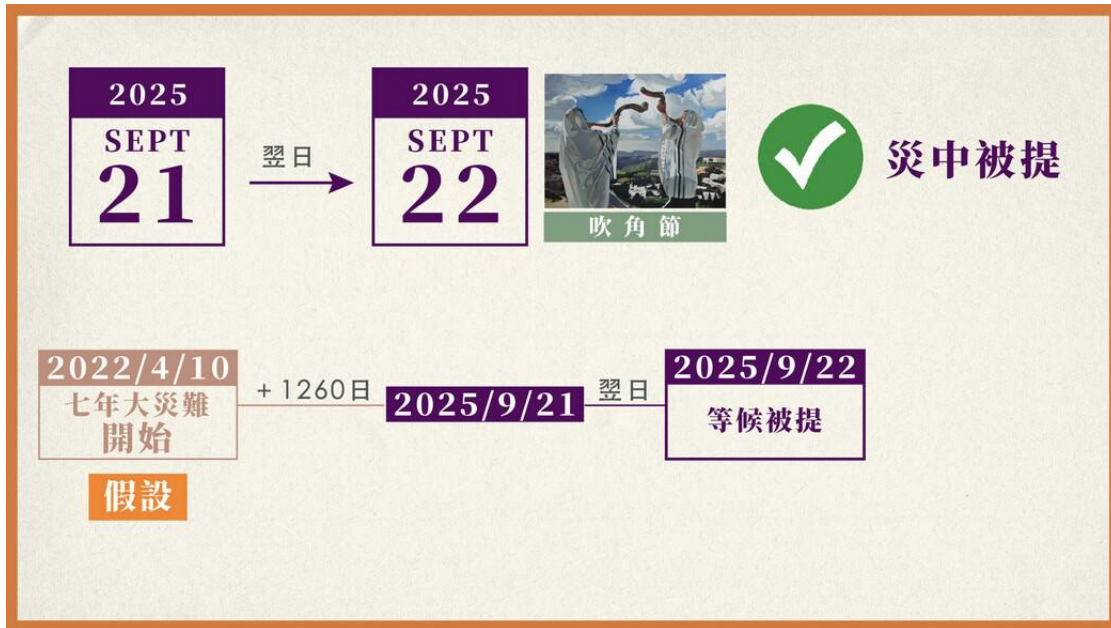 2025
SEPT
21
翌日
2025
SEPT
22
吹角節
災中被提
2022/4/10
七年大災難
開始
假設
+ 1260日
2025/9/21
翌日
2025/9/22
等候被提